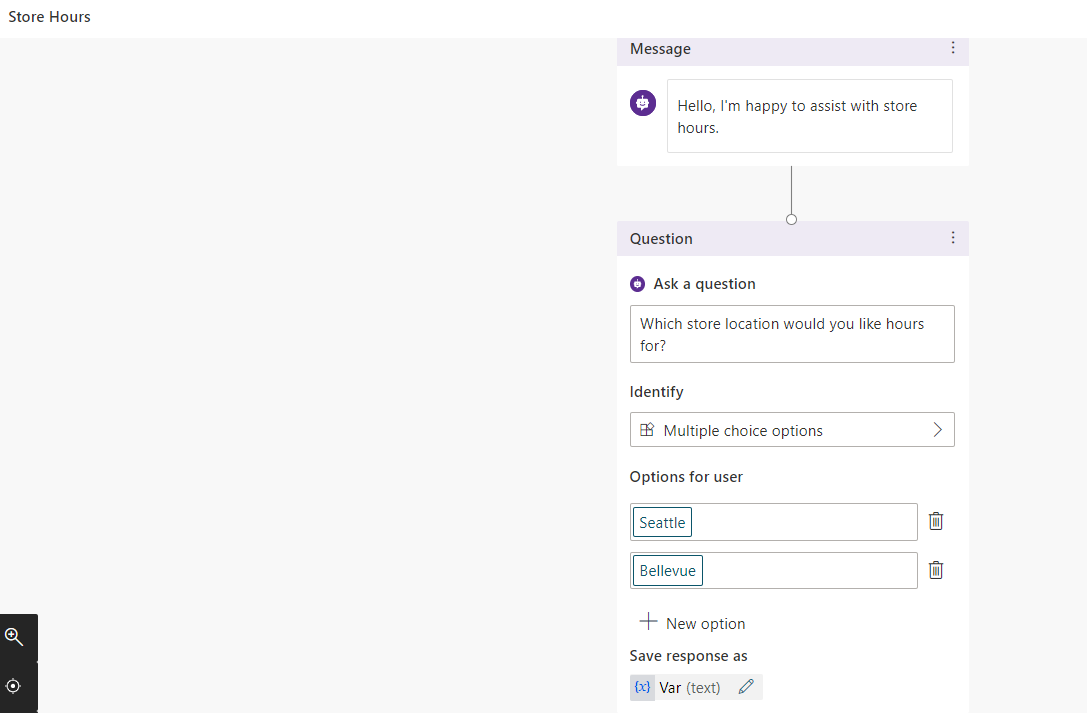 Store Hours
Message
Hello, I'm happy to assist with store
hours.
Question
Ask a question
Which store location would you like hours
for?
Identify
Multiple choice options
Options for user
Seattle
Bellevue
New option
Save response as
{x} Var (text)